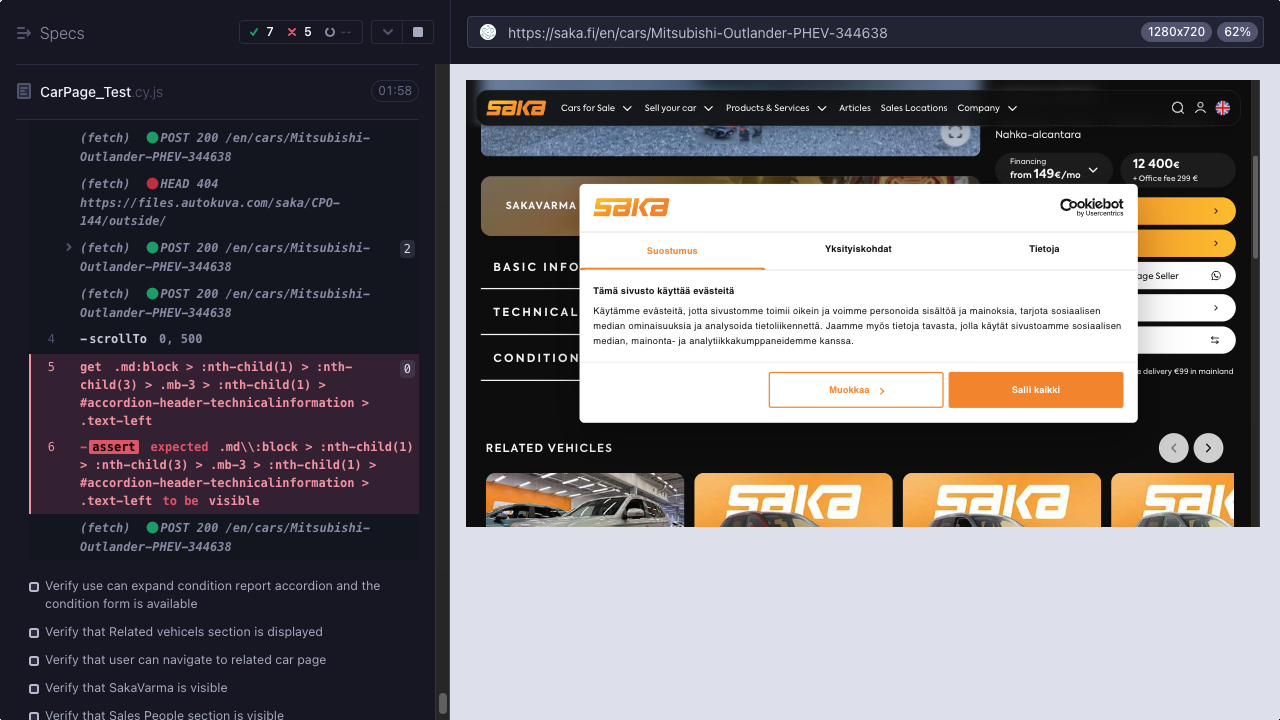 Specs
7
5
--
CarPage_Test.cy.js
01:58
(fetch) POST 200 /en/cars/Mitsubishi-
Outlander-PHEV-344638
(fetch) HEAD 404
https://files.autokuva.com/saka/CPO-
144/outside/
(fetch) POST 200 /en/cars/Mitsubishi-
Outlander-PHEV-344638
2
(fetch) POST 200 /en/cars/Mitsubishi-
Outlander-PHEV-344638
4 -scrollTo 0, 500
5 get .md:block > :nth-child(1) > :nth-
child(3) > .mb-3 > :nth-child(1) >
#accordion-header-technicalinformation >
.text-left
0
6 -assert expected .md\\:block > :nth-child(1)
> :nth-child(3) > .mb-3 > :nth-child(1) >
#accordion-header-technicalinformation >
.text-left to be visible
(fetch) POST 200 /en/cars/Mitsubishi-
Outlander-PHEV-344638
Verify use can expand condition report accordion and the
condition form is available
Verify that Related vehicels section is displayed
Verify that user can navigate to related car page
Verify that SakaVarma is visible
Verify that Sales People section is visible
https://saka.fi/en/cars/Mitsubishi-Outlander-PHEV-344638
1280x720
62%
saka
Cars for Sale
Sell your car
Products & Services
Articles
Sales Locations
Company
Nahka-alcantara
Financing
from 149€/mo
12 400€
+ Office fee 299 €
SAKAVARMA
BASIC INFO
TECHNICAL
CONDITION
age Seller
e delivery €99 in mainland
saka
Cookiebot
by Usercentrics
Suostumus
Yksityiskohdat
Tietoja
Tämä sivusto käyttää evästeitä
Käytämme evästeitä, jotta sivustomme toimii oikein ja voimme personoida sisältöä ja mainoksia, tarjota sosiaalisen
median ominaisuuksia ja analysoida tietoliikennettä. Jaamme myös tietoja tavasta, jolla käytät sivustoamme sosiaalisen
median, mainonta- ja analytiikkakumppaneidemme kanssa.
Muokkaa
Salli kaikki
RELATED VEHICLES
saka
saka
saka